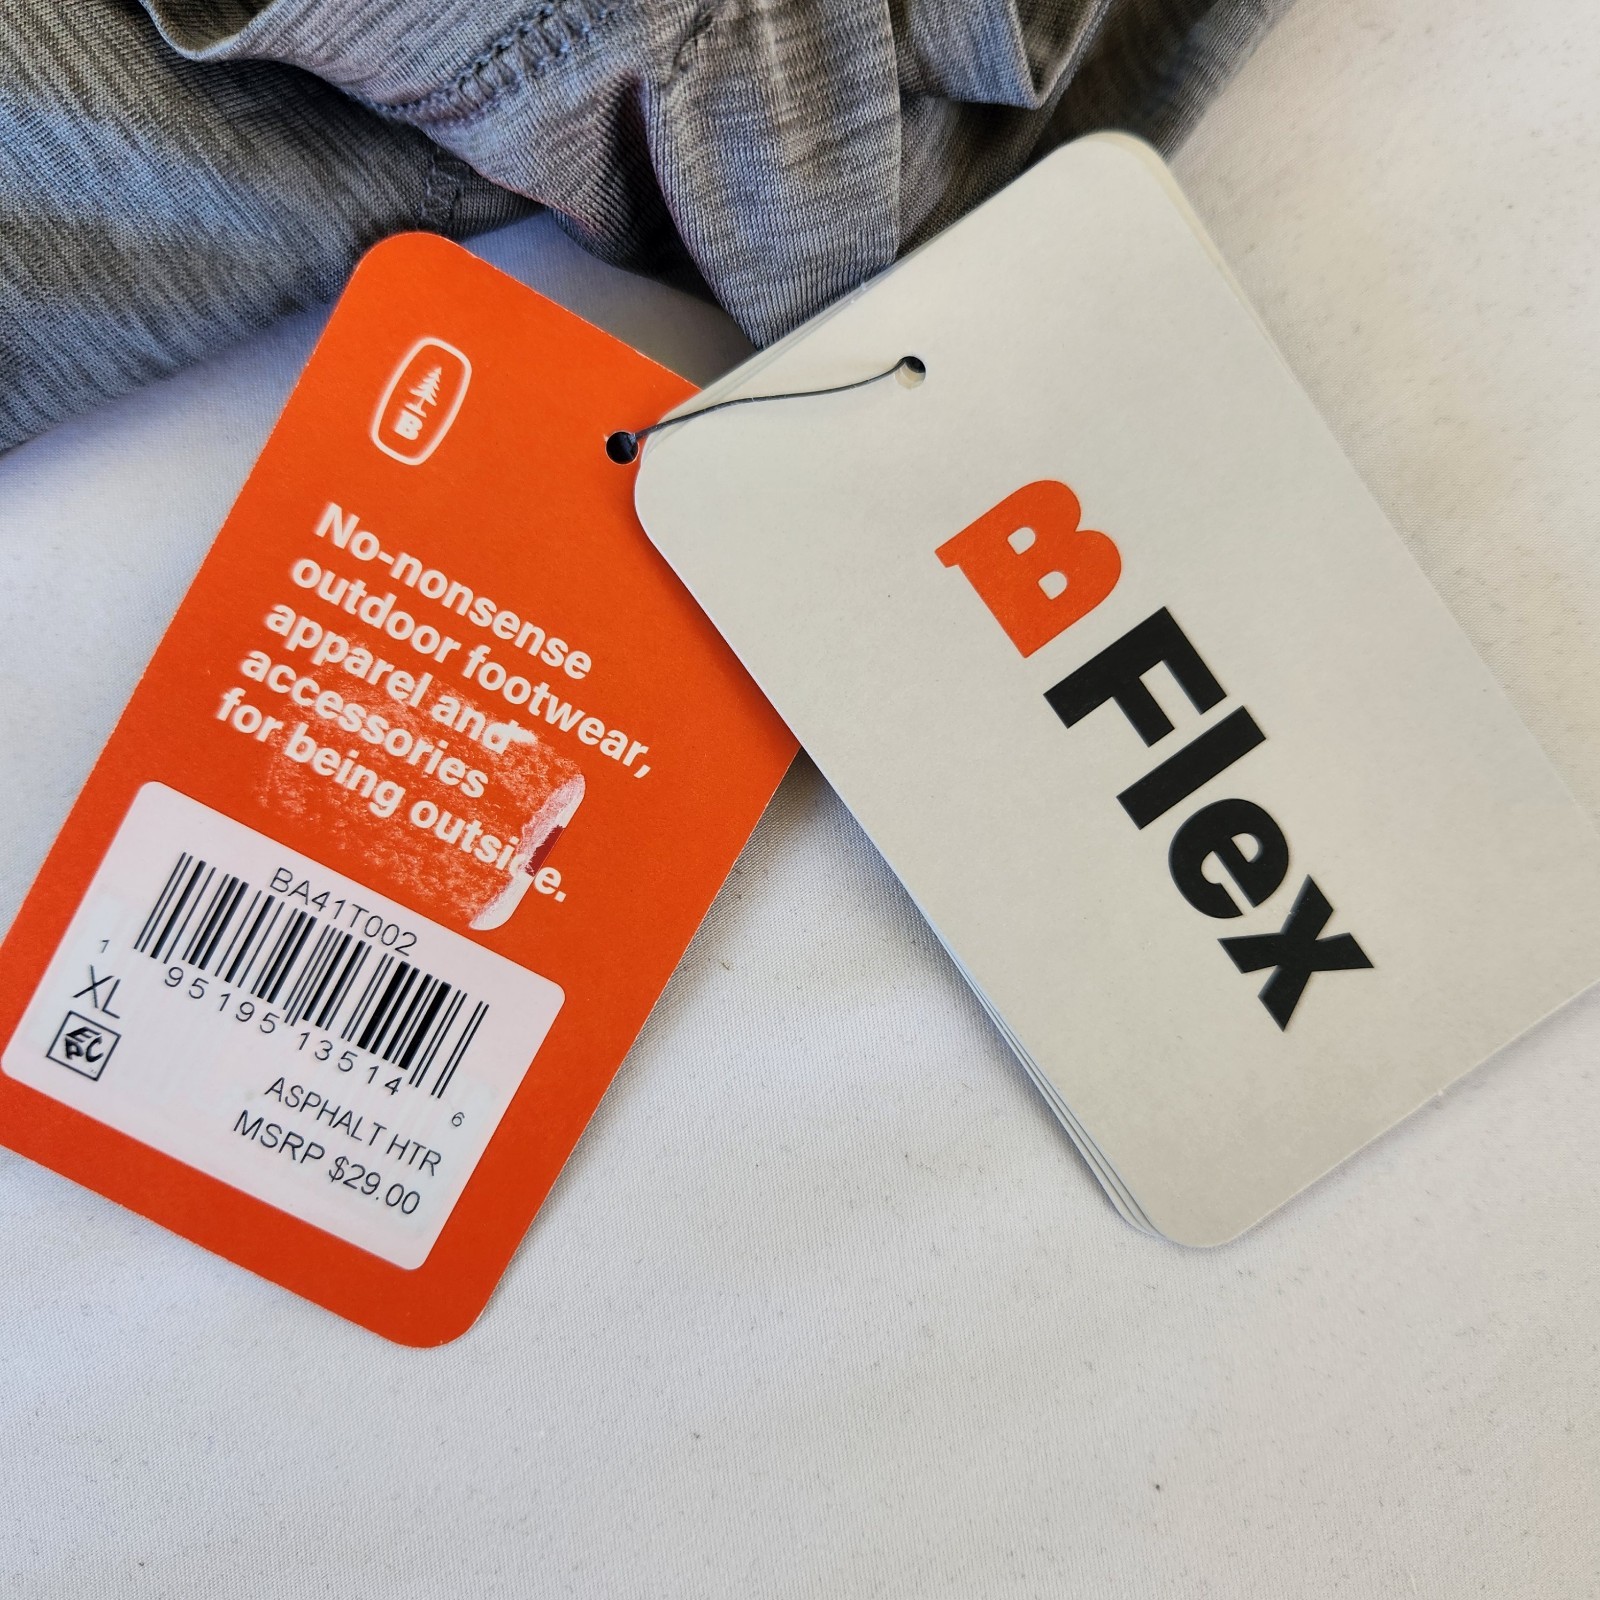 B
No-nonsense
outdoor footwear,
apparel and
accessories
for being outside.
BA41T002
1 95195 13514 6
XL
EPC
ASPHALT HTR
MSRP $29.00
B Flex